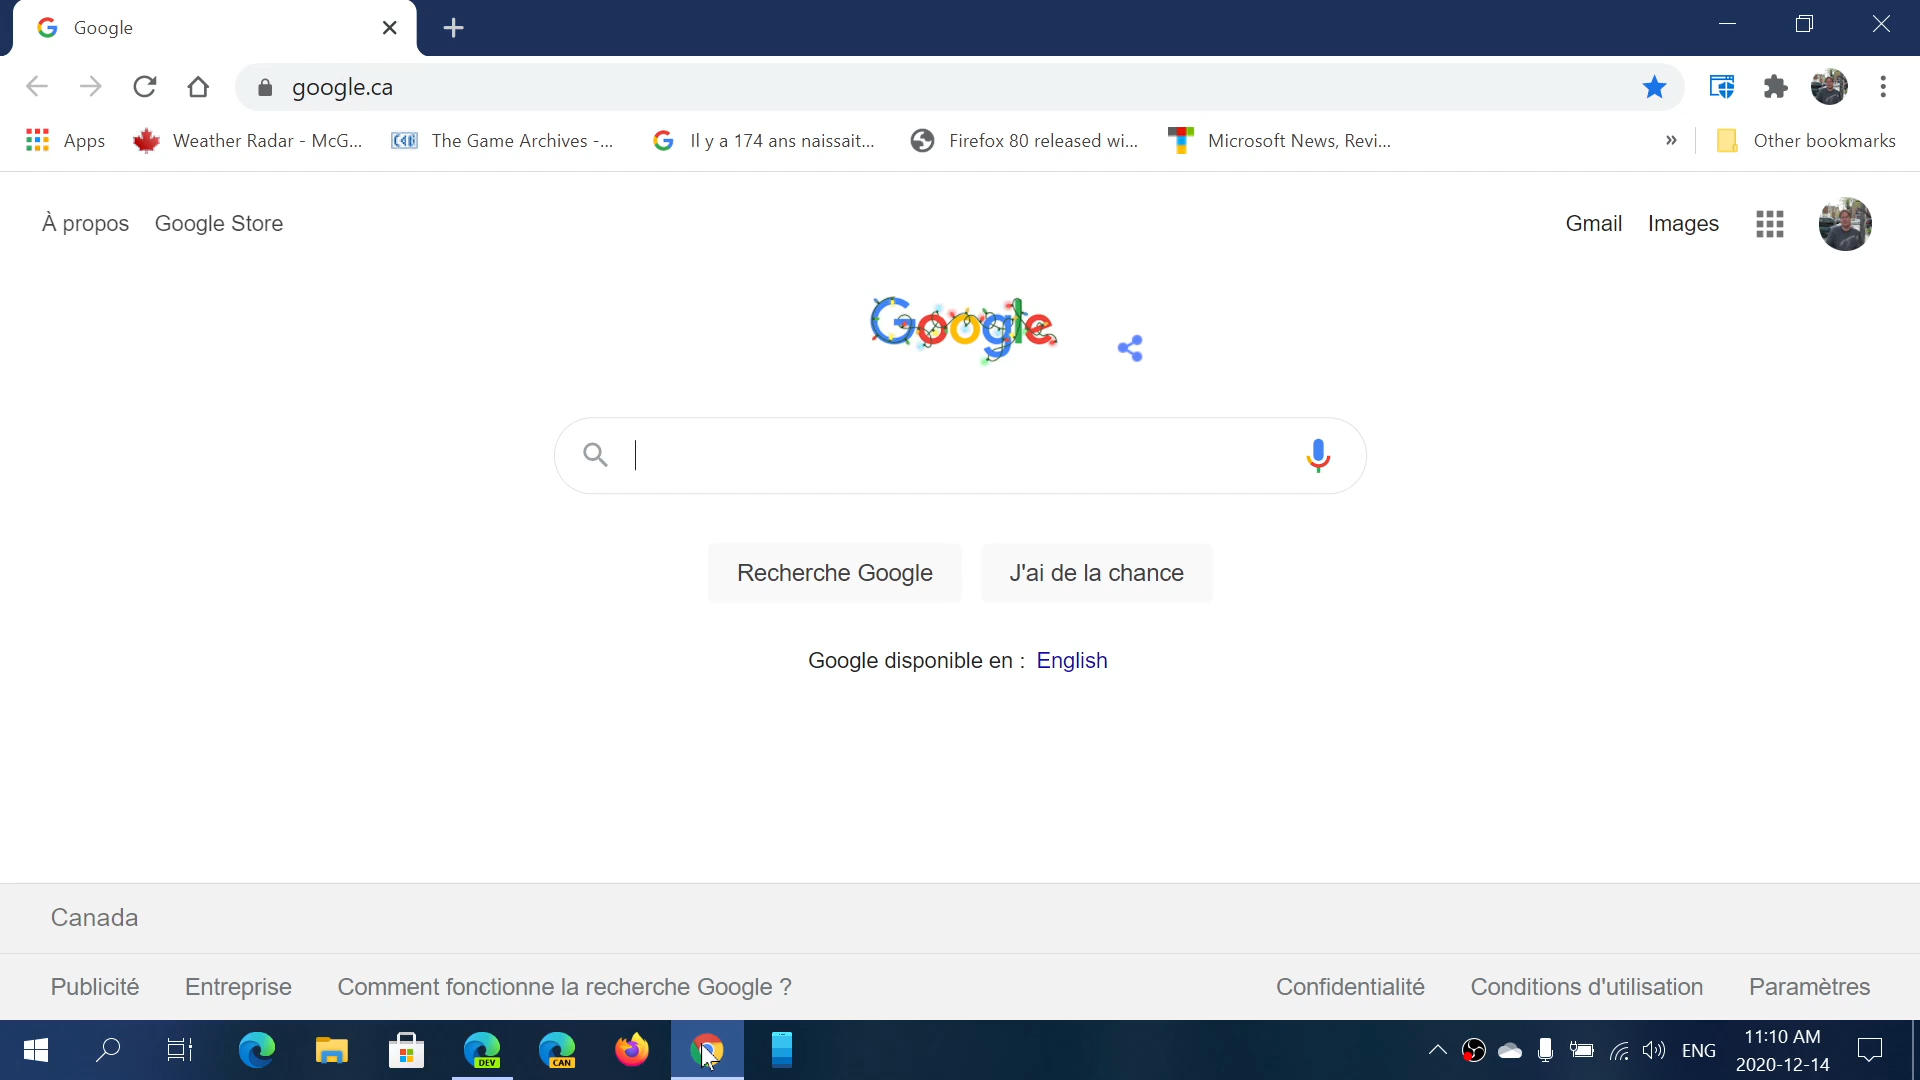 Google
google.ca
Apps Weather Radar - McG... The Game Archives -... Il y a 174 ans naissait... Firefox 80 released wi... Microsoft News, Revi... » Other bookmarks
À propos Google Store Gmail Images
Google
Recherche Google J'ai de la chance
Google disponible en : English
Canada
Publicité Entreprise Comment fonctionne la recherche Google ? Confidentialité Conditions d'utilisation Paramètres
DEV CAN ENG 11:10 AM
2020-12-14